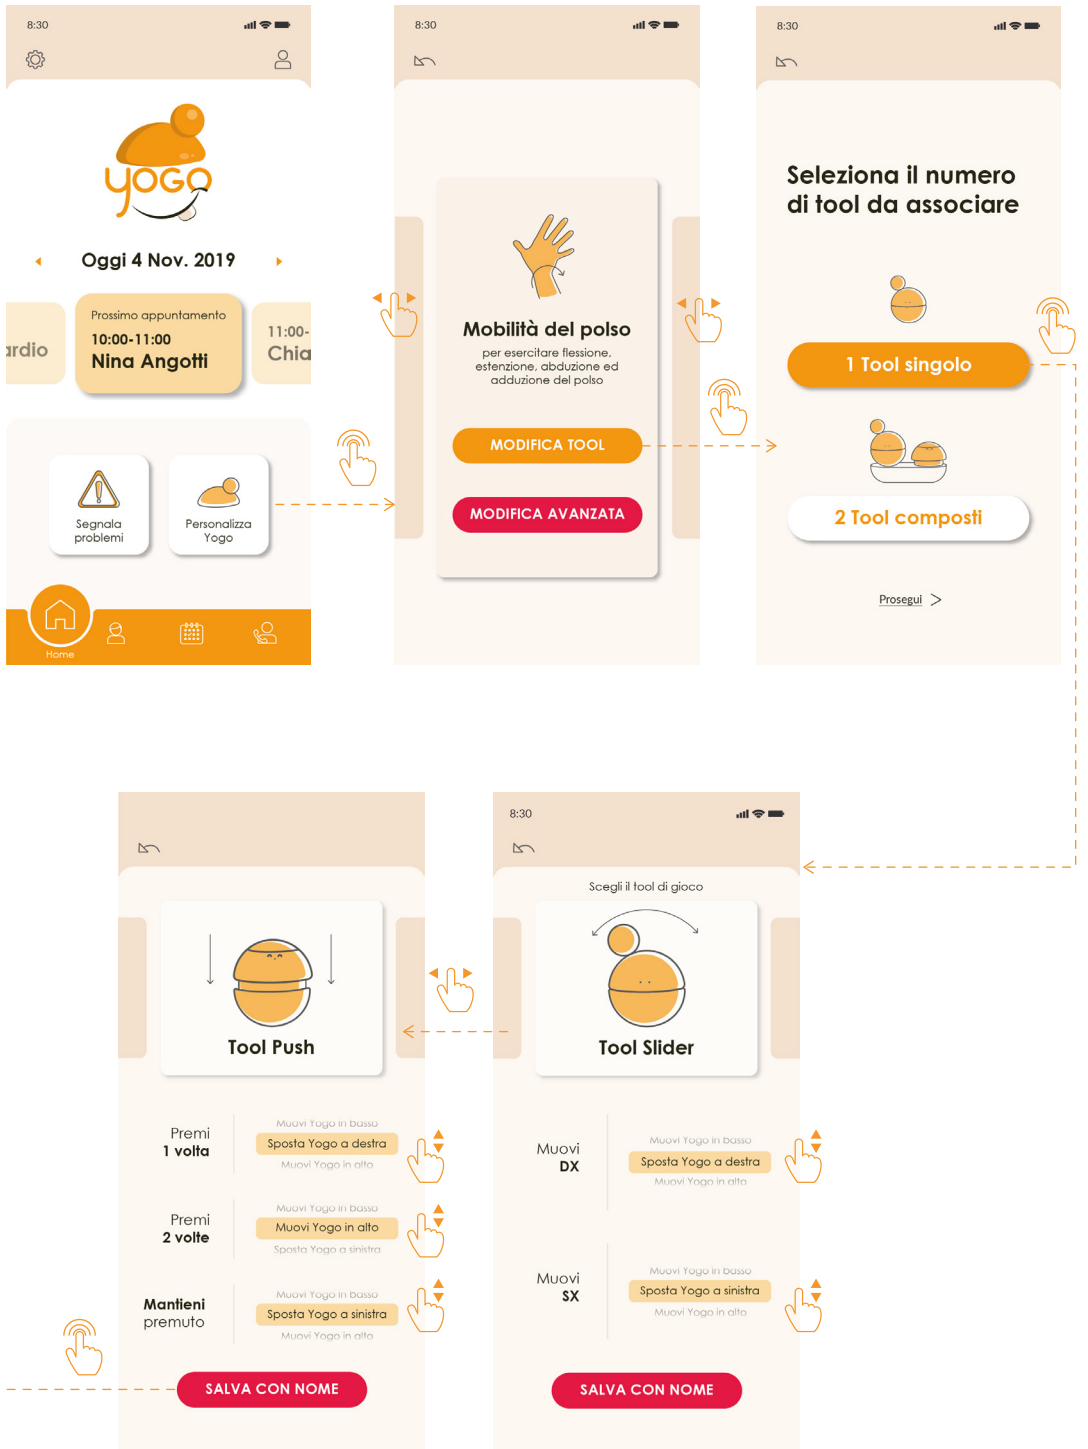 8:30
yogo
Oggi 4 Nov. 2019
ardio
Prossimo appuntamento
10:00-11:00
Nina Angotti
11:00-
Chia
Segnala
problemi
Personalizza
Yogo
Home
8:30
Mobilità del polso
per esercitare flessione,
estenzione, abduzione ed
adduzione del polso
MODIFICA TOOL
MODIFICA AVANZATA
8:30
Seleziona il numero
di tool da associare
1 Tool singolo
2 Tool composti
Prosegui >
Tool Push
Premi
1 volta
Muovi Yogo in basso
Sposta Yogo a destra
Muovi Yogo in alto
Premi
2 volte
Muovi Yogo in basso
Muovi Yogo in alto
Sposta Yogo a sinistra
Mantieni
premuto
Muovi Yogo in basso
Sposta Yogo a sinistra
Muovi Yogo in alto
SALVA CON NOME
8:30
Scegli il tool di gioco
Tool Slider
Muovi
DX
Muovi Yogo in basso
Sposta Yogo a destra
Muovi Yogo in alto
Muovi
SX
Muovi Yogo in basso
Sposta Yogo a sinistra
Muovi Yogo in alto
SALVA CON NOME